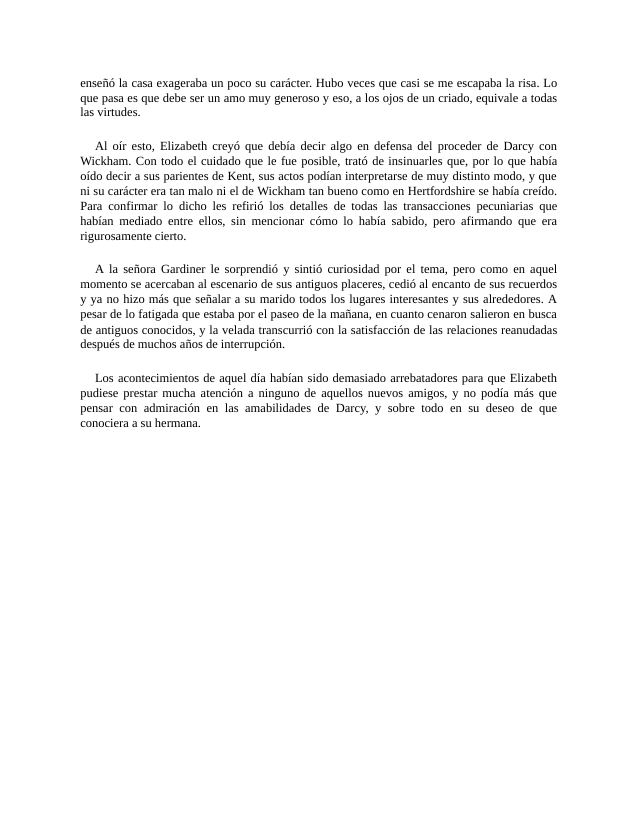 enseñó la casa exageraba un poco su carácter. Hubo veces que casi se me escapaba la risa. Lo
que pasa es que debe ser un amo muy generoso y eso, a los ojos de un criado, equivale a todas
las virtudes.
Al oír esto, Elizabeth creyó que debía decir algo en defensa del proceder de Darcy con
Wickham. Con todo el cuidado que le fue posible, trató de insinuarles que, por lo que había
oído decir a sus parientes de Kent, sus actos podían interpretarse de muy distinto modo, y que
ni su carácter era tan malo ni el de Wickham tan bueno como en Hertfordshire se había creído.
Para confirmar lo dicho les refirió los detalles de todas las transacciones pecuniarias que
habían mediado entre ellos, sin mencionar cómo lo había sabido, pero afirmando que era
rigurosamente cierto.
A la señora Gardiner le sorprendió y sintió curiosidad por el tema, pero como en aquel
momento se acercaban al escenario de sus antiguos placeres, cedió al encanto de sus recuerdos
y ya no hizo más que señalar a su marido todos los lugares interesantes y sus alrededores. A
pesar de lo fatigada que estaba por el paseo de la mañana, en cuanto cenaron salieron en busca
de antiguos conocidos, y la velada transcurrió con la satisfacción de las relaciones reanudadas
después de muchos años de interrupción.
Los acontecimientos de aquel día habían sido demasiado arrebatadores para que Elizabeth
pudiese prestar mucha atención a ninguno de aquellos nuevos amigos, y no podía más que
pensar con admiración en las amabilidades de Darcy, y sobre todo en su deseo de que
conociera a su hermana.